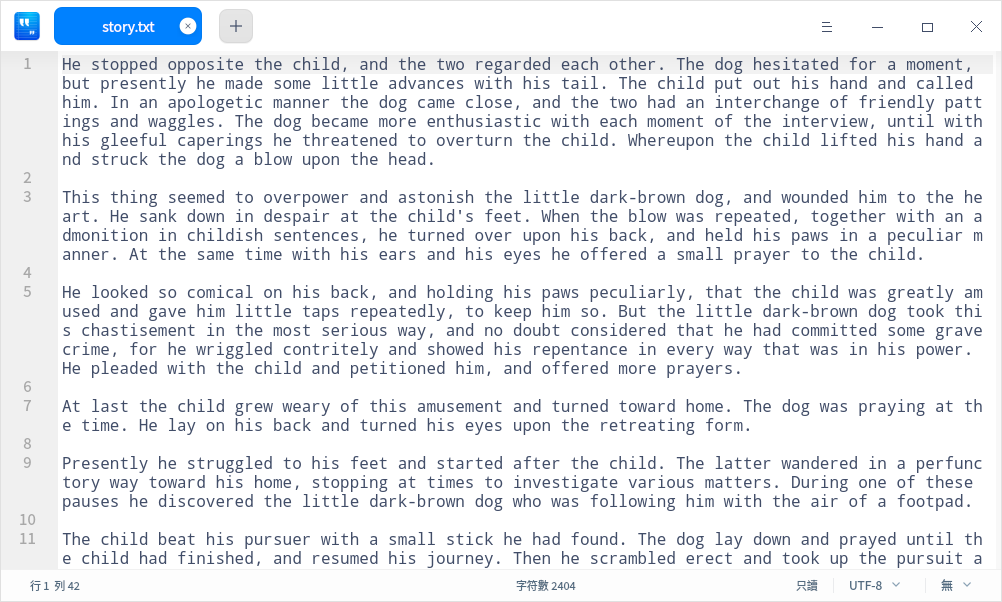 story.txt
1 He stopped opposite the child, and the two regarded each other. The dog hesitated for a moment,
but presently he made some little advances with his tail. The child put out his hand and called
him. In an apologetic manner the dog came close, and the two had an interchange of friendly patt
ings and waggles. The dog became more enthusiastic with each moment of the interview, until with
his gleeful caperings he threatened to overturn the child. Whereupon the child lifted his hand a
nd struck the dog a blow upon the head.
2
3 This thing seemed to overpower and astonish the little dark-brown dog, and wounded him to the he
art. He sank down in despair at the child's feet. When the blow was repeated, together with an a
dmonition in childish sentences, he turned over upon his back, and held his paws in a peculiar m
anner. At the same time with his ears and his eyes he offered a small prayer to the child.
4
5 He looked so comical on his back, and holding his paws peculiarly, that the child was greatly am
used and gave him little taps repeatedly, to keep him so. But the little dark-brown dog took thi
s chastisement in the most serious way, and no doubt considered that he had committed some grave
crime, for he wriggled contritely and showed his repentance in every way that was in his power.
He pleaded with the child and petitioned him, and offered more prayers.
6
7 At last the child grew weary of this amusement and turned toward home. The dog was praying at th
e time. He lay on his back and turned his eyes upon the retreating form.
8
9 Presently he struggled to his feet and started after the child. The latter wandered in a perfunc
tory way toward his home, stopping at times to investigate various matters. During one of these
pauses he discovered the little dark-brown dog who was following him with the air of a footpad.
10
11 The child beat his pursuer with a small stick he had found. The dog lay down and prayed until th
e child had finished, and resumed his journey. Then he scrambled erect and took up the pursuit a
行 1 列 42 字符數 2404 只讀 UTF-8 無